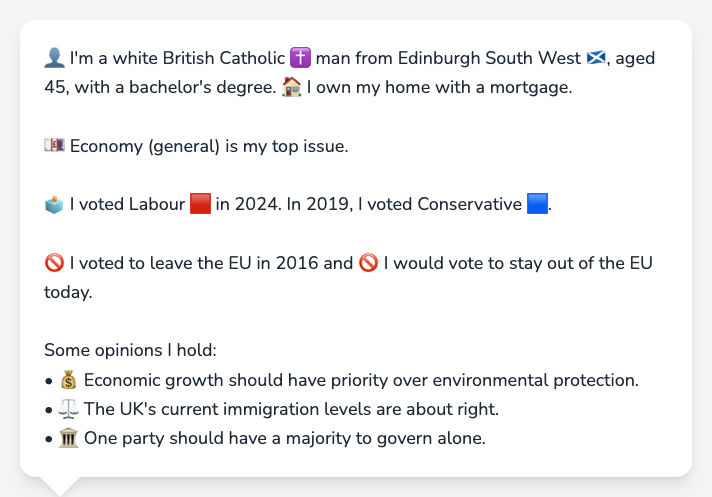 👤 I'm a white British Catholic ✝️ man from Edinburgh South West 🏴󠁧󠁢󠁳󠁣󠁴󠁿, aged
45, with a bachelor's degree. 🏠 I own my home with a mortgage.
💷 Economy (general) is my top issue.
🗳️ I voted Labour 🟥 in 2024. In 2019, I voted Conservative 🟦.
🚫 I voted to leave the EU in 2016 and 🚫 I would vote to stay out of the EU
today.
Some opinions I hold:
• 💰 Economic growth should have priority over environmental protection.
• ⚖️ The UK's current immigration levels are about right.
• 🏛️ One party should have a majority to govern alone.